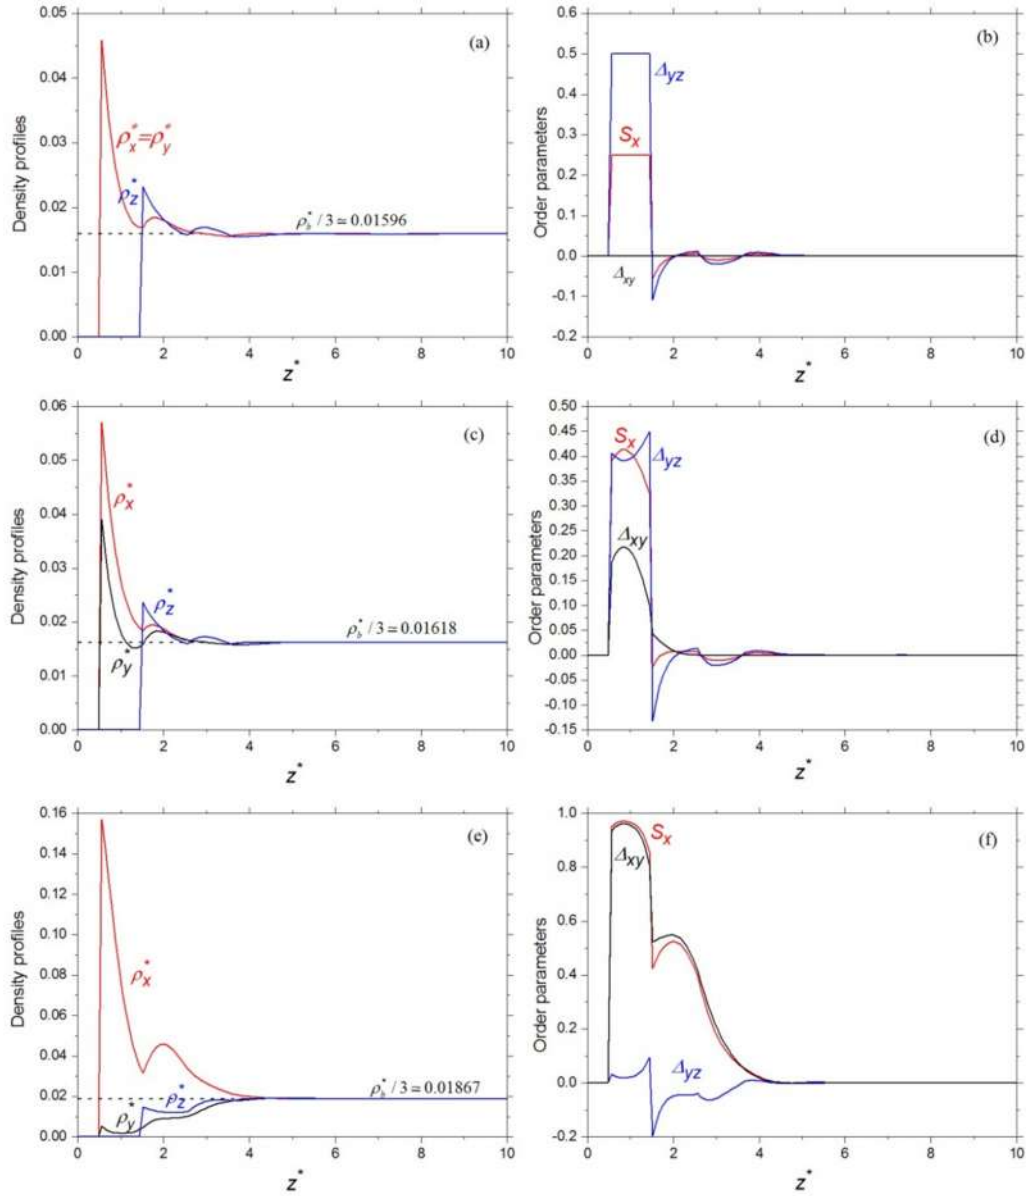 (a)
0.05
0.04
0.03
0.02
0.01
0.00
Density profiles
ρ*x=ρ*y
ρz*
ρb*/3≃0.01596
0 2 4 6 8 10
z*
(b)
0.5
0.4
0.3
0.2
0.1
0.0
-0.1
-0.2
Order parameters
Δyz
Sx
Δxy
0 2 4 6 8 10
z*
(c)
0.06
0.05
0.04
0.03
0.02
0.01
0.00
Density profiles
ρx*
ρz*
ρy*
ρb*/3≃0.01618
0 2 4 6 8 10
z*
(d)
0.50
0.45
0.40
0.35
0.30
0.25
0.20
0.15
0.10
0.05
0.00
-0.05
-0.10
-0.15
Order parameters
Sx
Δyz
Δxy
0 2 4 6 8 10
z*
(e)
0.16
0.14
0.12
0.10
0.08
0.06
0.04
0.02
0.00
Density profiles
ρx*
ρz*
ρy*
ρb*/3≃0.01867
0 2 4 6 8 10
z*
(f)
1.0
0.8
0.6
0.4
0.2
0.0
-0.2
Order parameters
Sx
Δxy
Δyz
0 2 4 6 8 10
z*